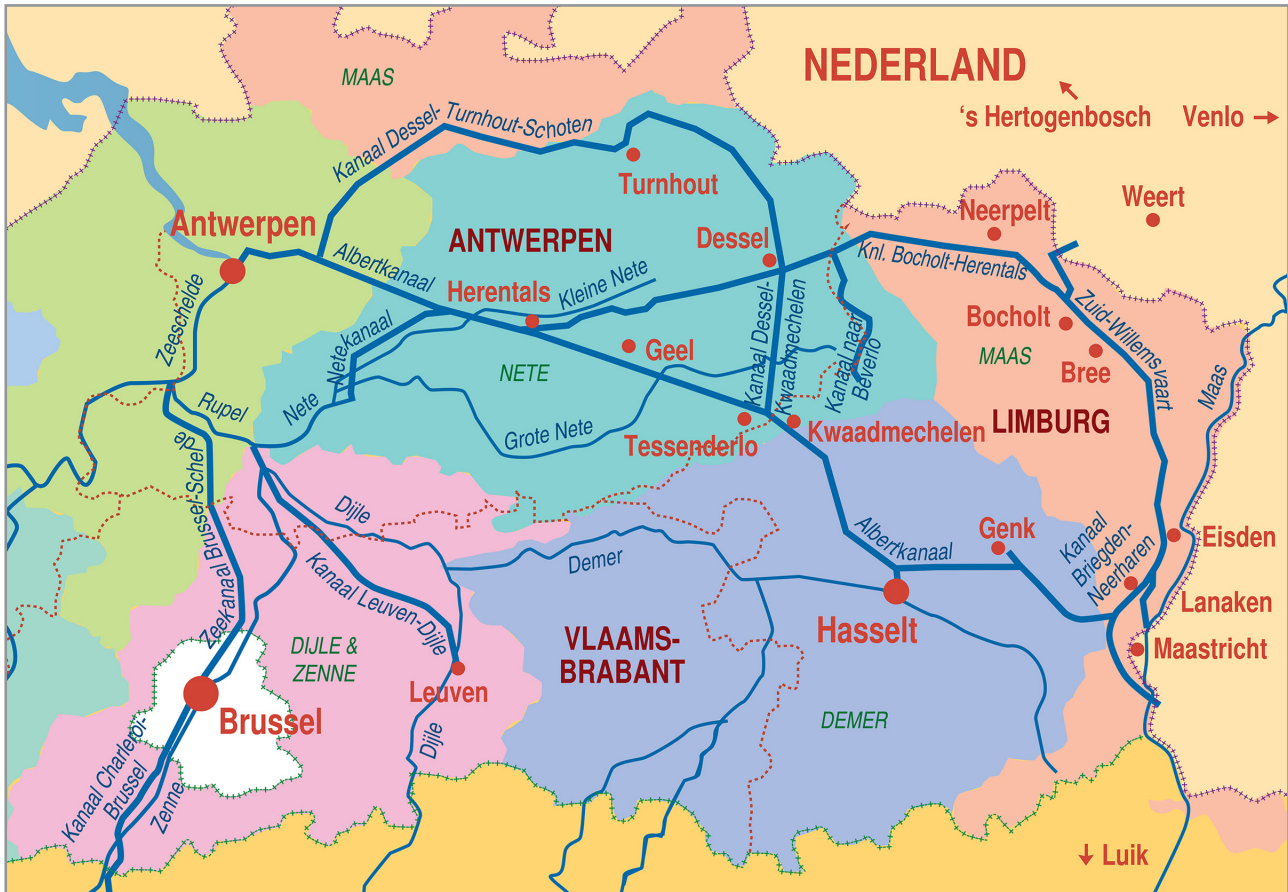 NEDERLAND
MAAS
's Hertogenbosch
Venlo
Kanaal Dessel-
Turnhout-Schoten
Turnhout
Weert
Neerpelt
Antwerpen
ANTWERPEN
Dessel
Albertkanaal
Knl. Bocholt-Herentals
Herentals
Kleine Nete
Zeeschelde
Netekanaal
Geel
Kanaal Dessel-
Kwaadmechelen
Kanaal naar
Beverlo
Bocholt
Zuid-Willemsvaart
MAAS
Bree
Maas
NETE
Rupel
Nete
Grote Nete
Tessenderlo
Kwaadmechelen
LIMBURG
Zeekanaal Brussel-Schelde
Dijle
Kanaal Leuven-Dijle
Demer
Albertkanaal
Genk
Kanaal
Briegden-
Neerharen
Eisden
Lanaken
Hasselt
Maastricht
VLAAMS-
BRABANT
DIJLE &
ZENNE
Leuven
Brussel
DEMER
Dijle
Kanaal Charleroi-
Brussel
Zenne
Luik